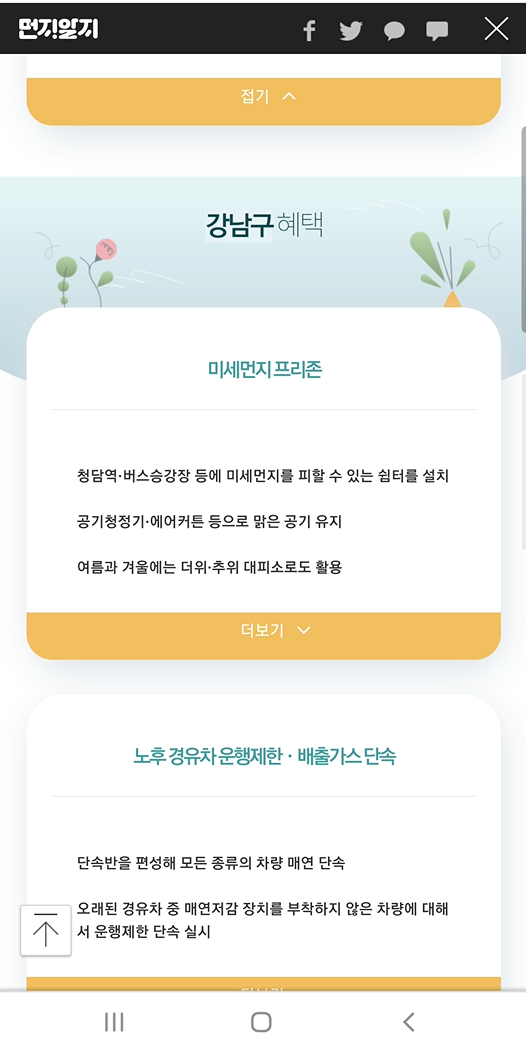 먼지알지
접기
강남구 혜택
미세먼지 프리존
청담역·버스승강장 등에 미세먼지를 피할 수 있는 쉼터를 설치
공기청정기·에어커튼 등으로 맑은 공기 유지
여름과 겨울에는 더위·추위 대피소로도 활용
더보기
노후 경유차 운행제한 · 배출가스 단속
단속반을 편성해 모든 종류의 차량 매연 단속
오래된 경유차 중 매연저감 장치를 부착하지 않은 차량에 대해
서 운행제한 단속 실시